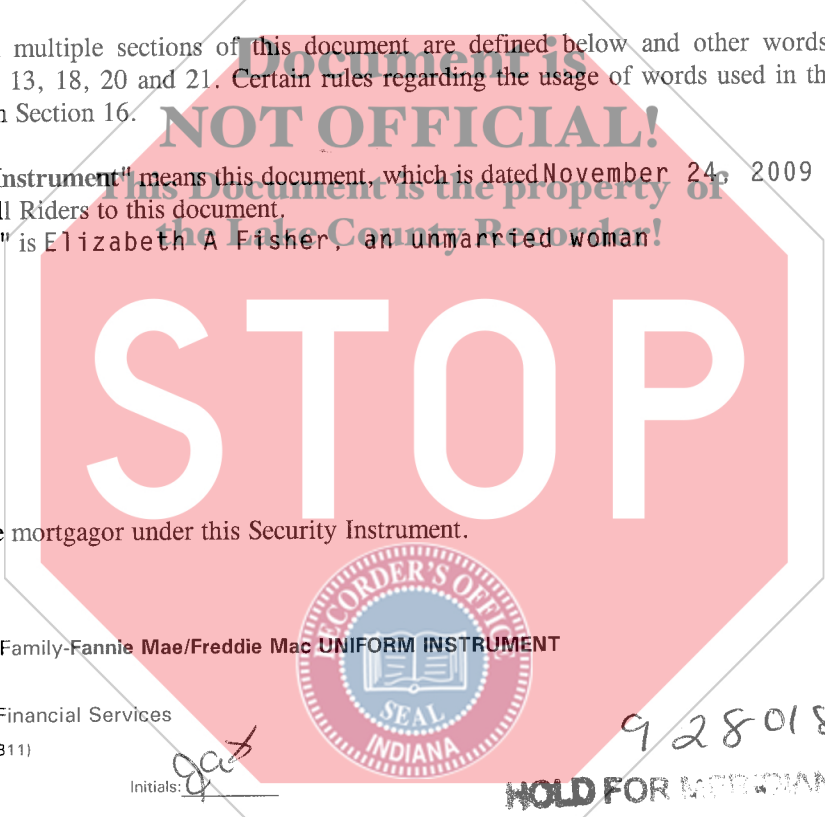 multiple sections of this document are defined below and other words
13, 18, 20 and 21. Certain rules regarding the usage of words used in th
Section 16.
Document is
NOT OFFICIAL!
This Document is the property of
the Lake County Recorder!
nstrument" means this document, which is dated November 24, 2009
ll Riders to this document.
" is Elizabeth A Fisher, an unmarried woman
STOP
mortgagor under this Security Instrument.
RECORDER'S OFFICE
SEAL
INDIANA
Family-Fannie Mae/Freddie Mac UNIFORM INSTRUMENT
Financial Services
311)
Initials:
928018
HOLD FOR MERIDIAN